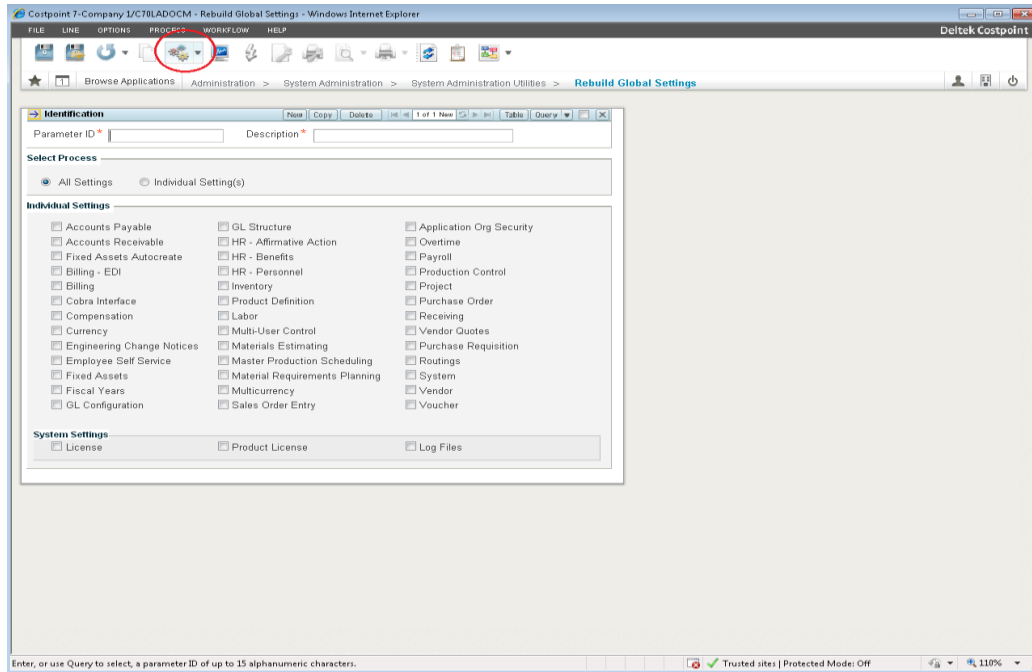 Costpoint 7-Company 1/C70LADOCM - Rebuild Global Settings - Windows Internet Explorer
FILE LINE OPTIONS PROCESS WORKFLOW HELP Deltek Costpoint
1 Browse Applications Administration > System Administration > System Administration Utilities > Rebuild Global Settings
Identification New Copy Delete 1 of 1 New Table Query
Parameter ID * Description *
Select Process
All Settings Individual Setting(s)
Individual Settings
Accounts Payable GL Structure Application Org Security
Accounts Receivable HR - Affirmative Action Overtime
Fixed Assets Autocreate HR - Benefits Payroll
Billing - EDI HR - Personnel Production Control
Billing Inventory Project
Cobra Interface Product Definition Purchase Order
Compensation Labor Receiving
Currency Multi-User Control Vendor Quotes
Engineering Change Notices Materials Estimating Purchase Requisition
Employee Self Service Master Production Scheduling Routings
Fixed Assets Material Requirements Planning System
Fiscal Years Multicurrency Vendor
GL Configuration Sales Order Entry Voucher
System Settings
License Product License Log Files
Enter, or use Query to select, a parameter ID of up to 15 alphanumeric characters. Trusted sites | Protected Mode: Off 110%